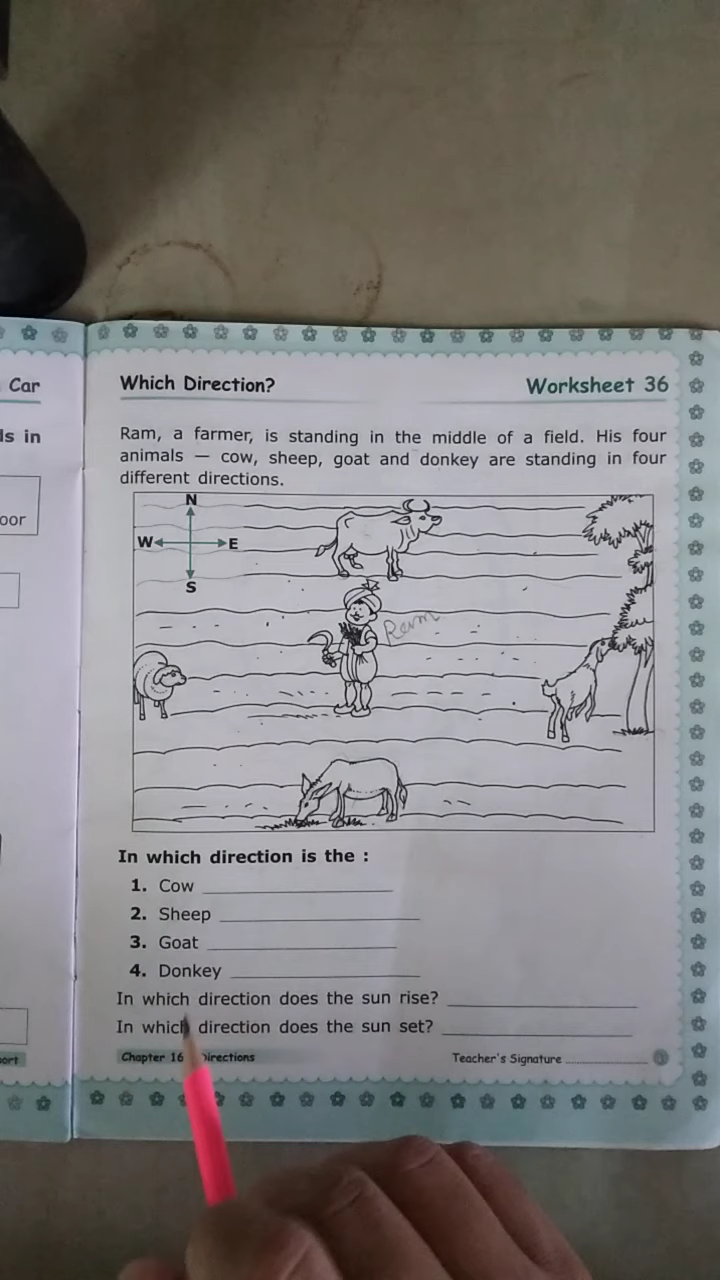 Car
ds in
oor
port
Which Direction?
Worksheet 36
Ram, a farmer, is standing in the middle of a field. His four
animals — cow, sheep, goat and donkey are standing in four
different directions.
N
W E
S
Ram
In which direction is the :
1. Cow
2. Sheep
3. Goat
4. Donkey
In which direction does the sun rise?
In which direction does the sun set?
Chapter 16 Directions
Teacher's Signature